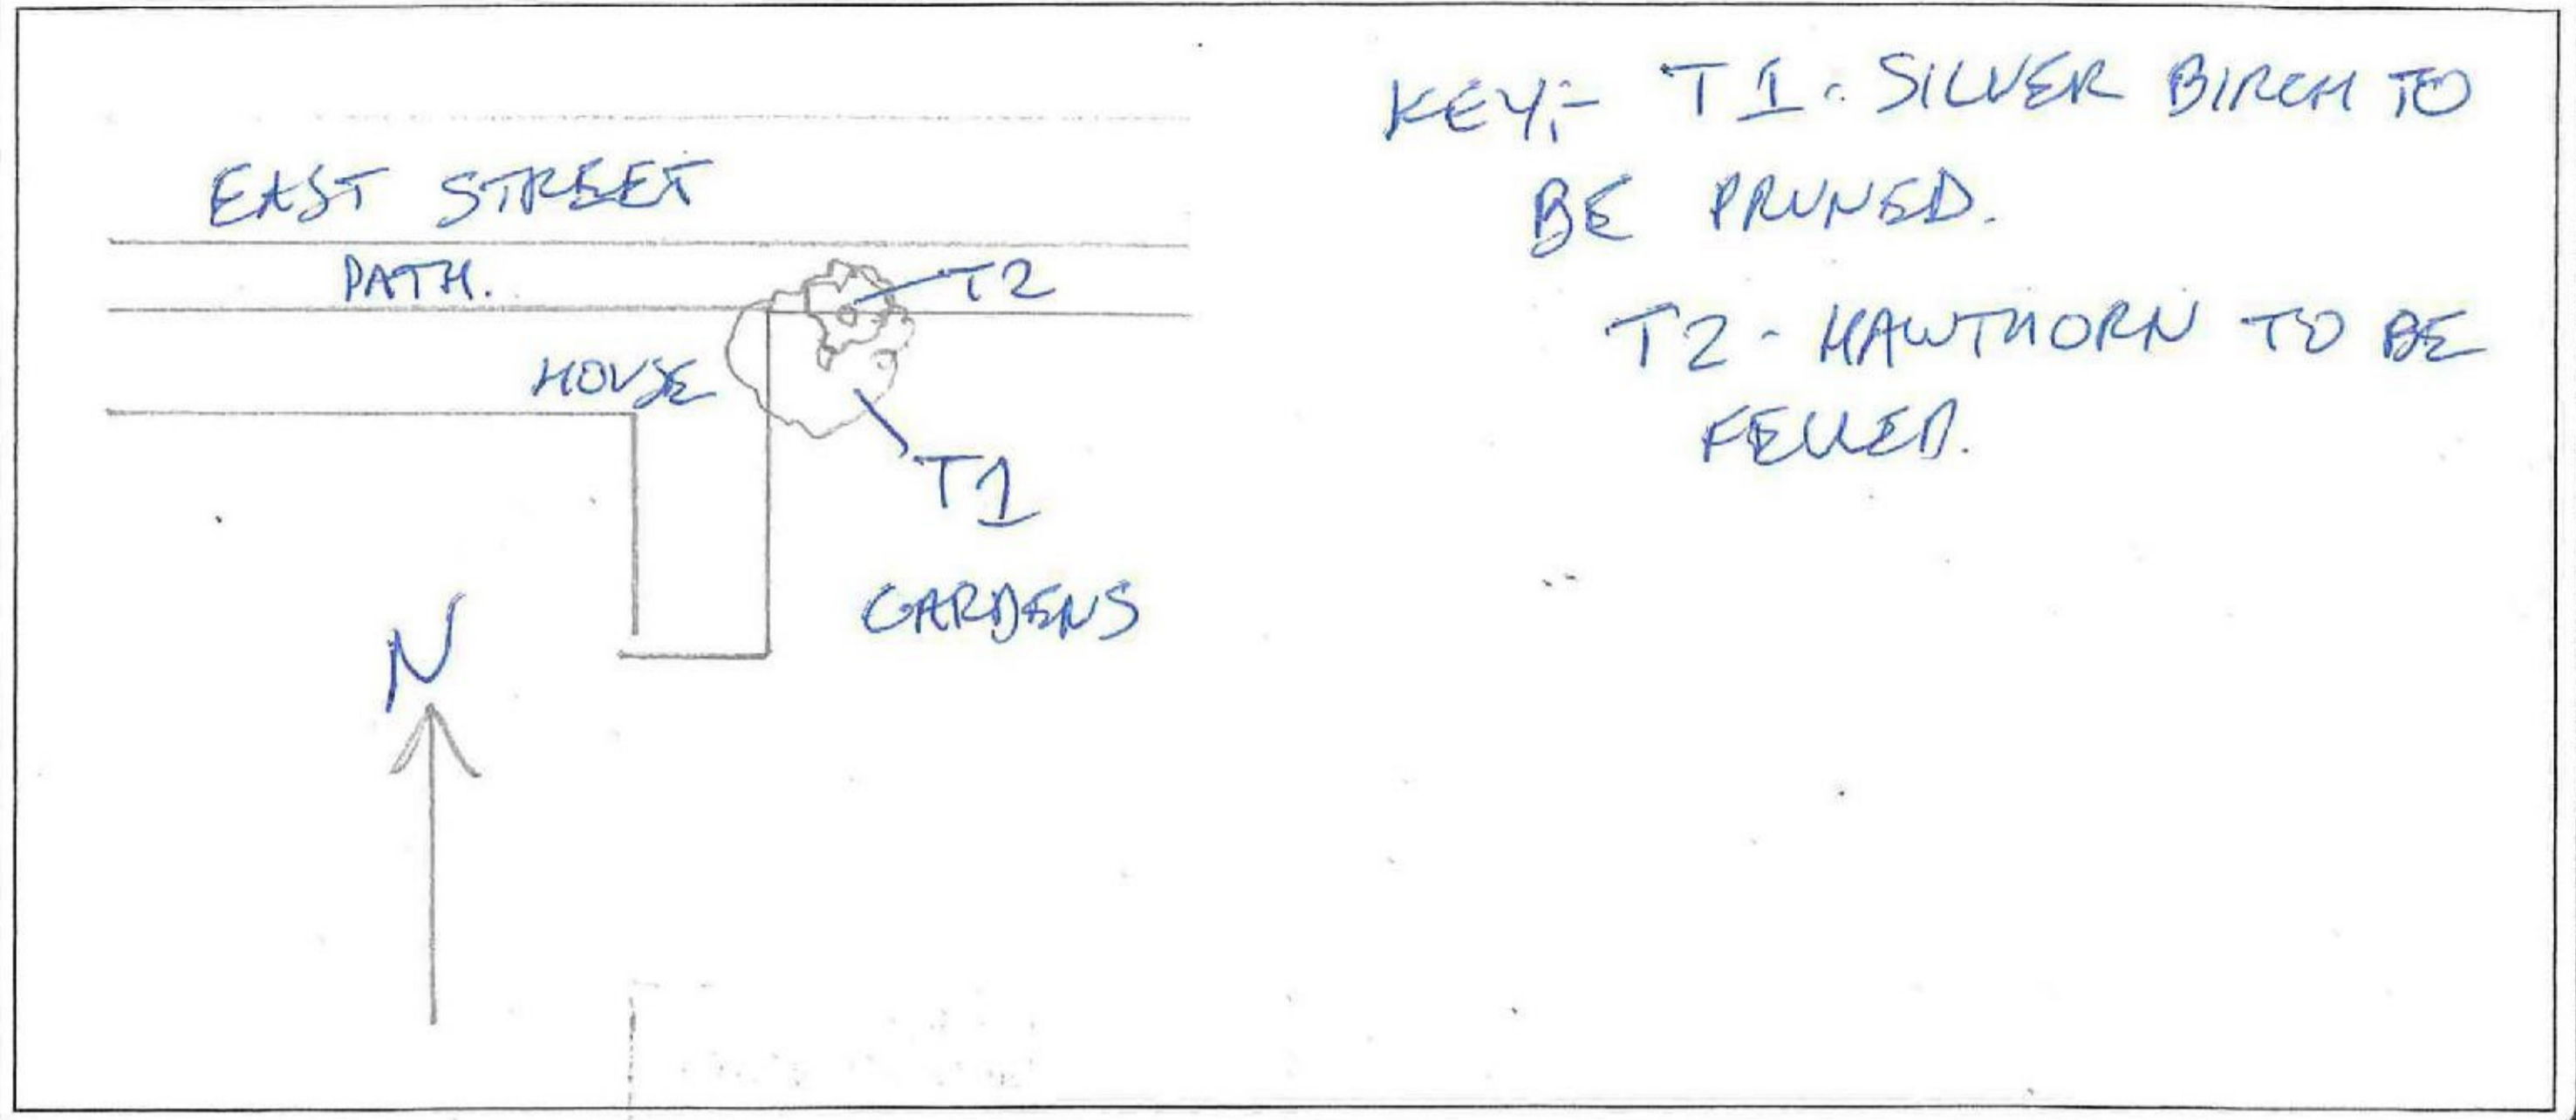 EAST STREET
PATH.
T2
HOUSE
T1
GARDENS
N
KEY:- T1 - SILVER BIRCH TO
BE PRUNED.
T2 - HAWTHORN TO BE
FELLED.